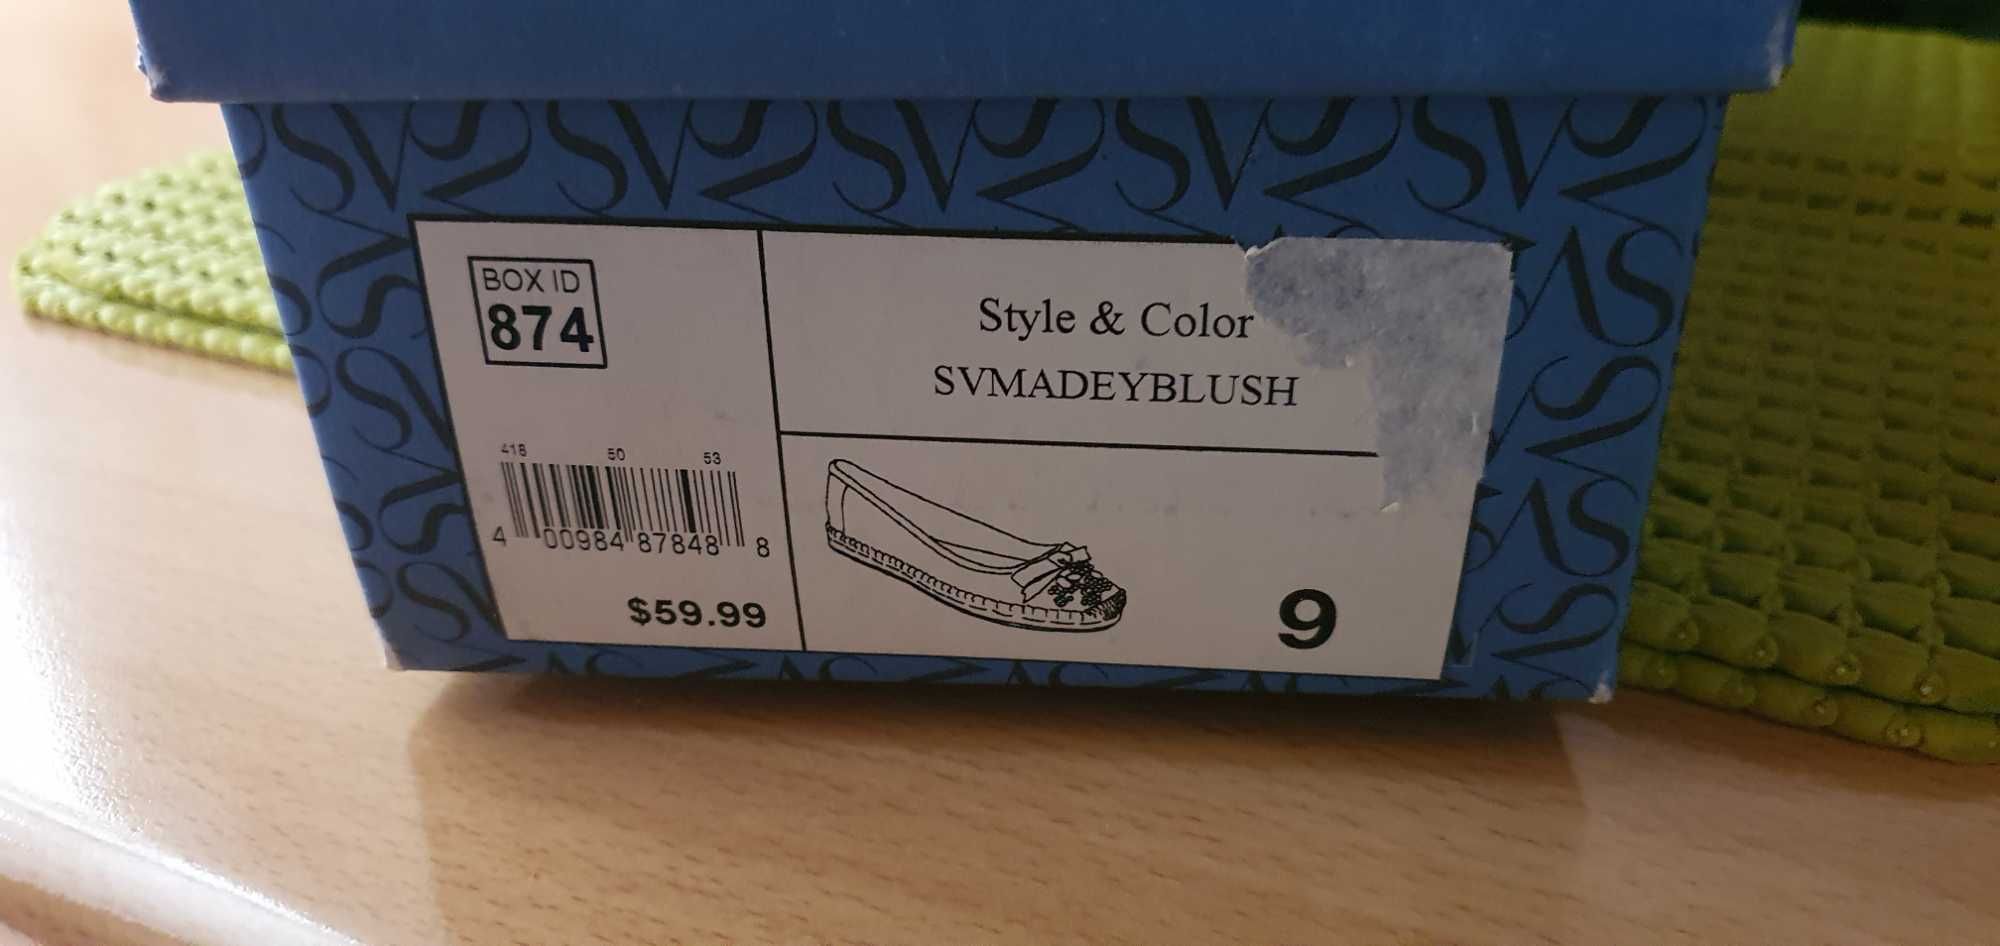 BOX ID
874
Style & Color
SVMADEYBLUSH
418 50 53
4 00984 87848 8
$59.99
9